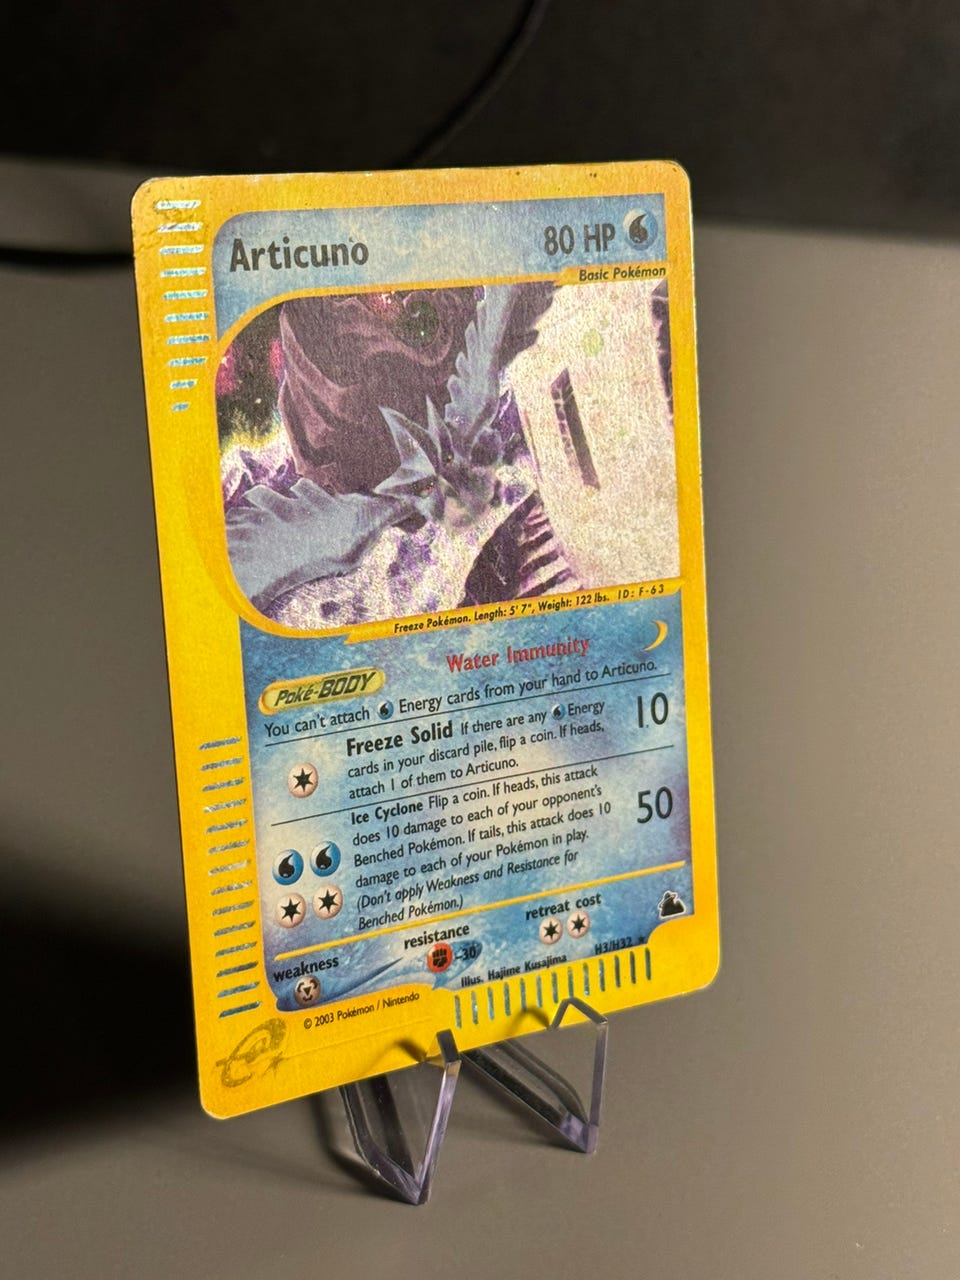 Articuno
80 HP
Basic Pokémon
Freeze Pokémon. Length: 5' 7", Weight: 122 lbs. ID: F-63
Poké-BODY
Water Immunity
You can't attach Energy cards from your hand to Articuno.
Freeze Solid If there are any Energy
cards in your discard pile, flip a coin. If heads,
attach 1 of them to Articuno.
10
Ice Cyclone Flip a coin. If heads, this attack
does 10 damage to each of your opponent's
Benched Pokémon. If tails, this attack does 10
damage to each of your Pokémon in play.
(Don't apply Weakness and Resistance for
Benched Pokémon.)
50
weakness
resistance
-30
retreat cost
Illus. Hajime Kusajima
H3/H32 ★
© 2003 Pokémon / Nintendo
e